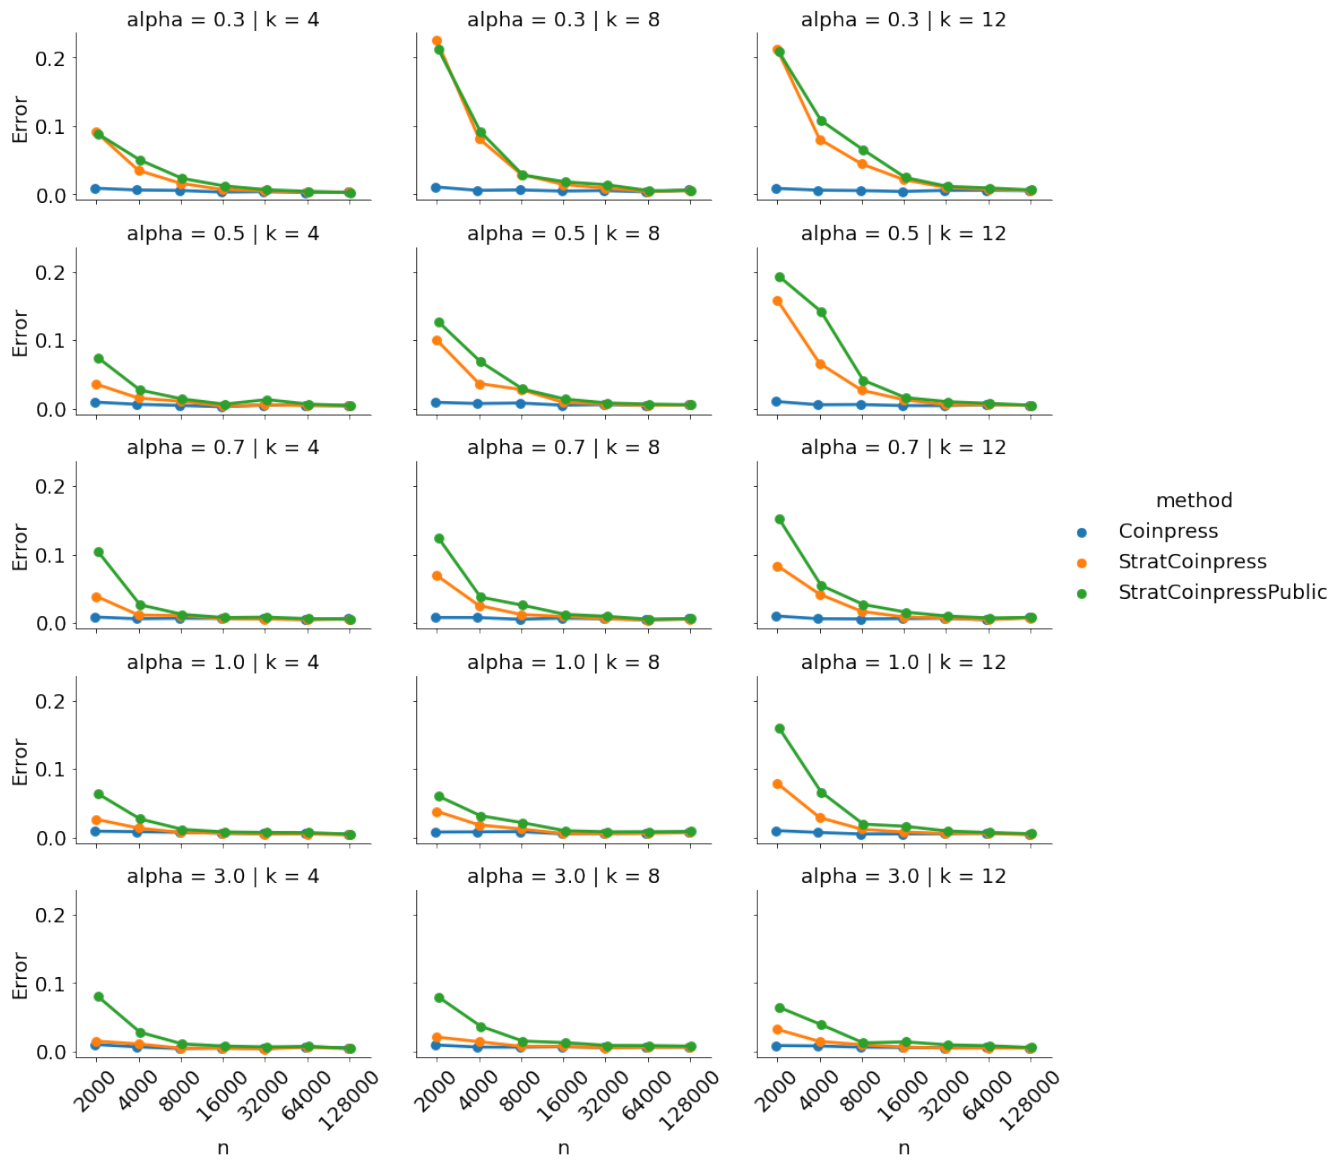 alpha = 0.3 | k = 4
alpha = 0.3 | k = 8
alpha = 0.3 | k = 12
Error
0.2
0.1
0.0
alpha = 0.5 | k = 4
alpha = 0.5 | k = 8
alpha = 0.5 | k = 12
Error
0.2
0.1
0.0
alpha = 0.7 | k = 4
alpha = 0.7 | k = 8
alpha = 0.7 | k = 12
Error
0.2
0.1
0.0
method
Coinpress
StratCoinpress
StratCoinpressPublic
alpha = 1.0 | k = 4
alpha = 1.0 | k = 8
alpha = 1.0 | k = 12
Error
0.2
0.1
0.0
alpha = 3.0 | k = 4
alpha = 3.0 | k = 8
alpha = 3.0 | k = 12
Error
0.2
0.1
0.0
2000 4000 8000 16000 32000 64000 128000
n
2000 4000 8000 16000 32000 64000 128000
n
2000 4000 8000 16000 32000 64000 128000
n